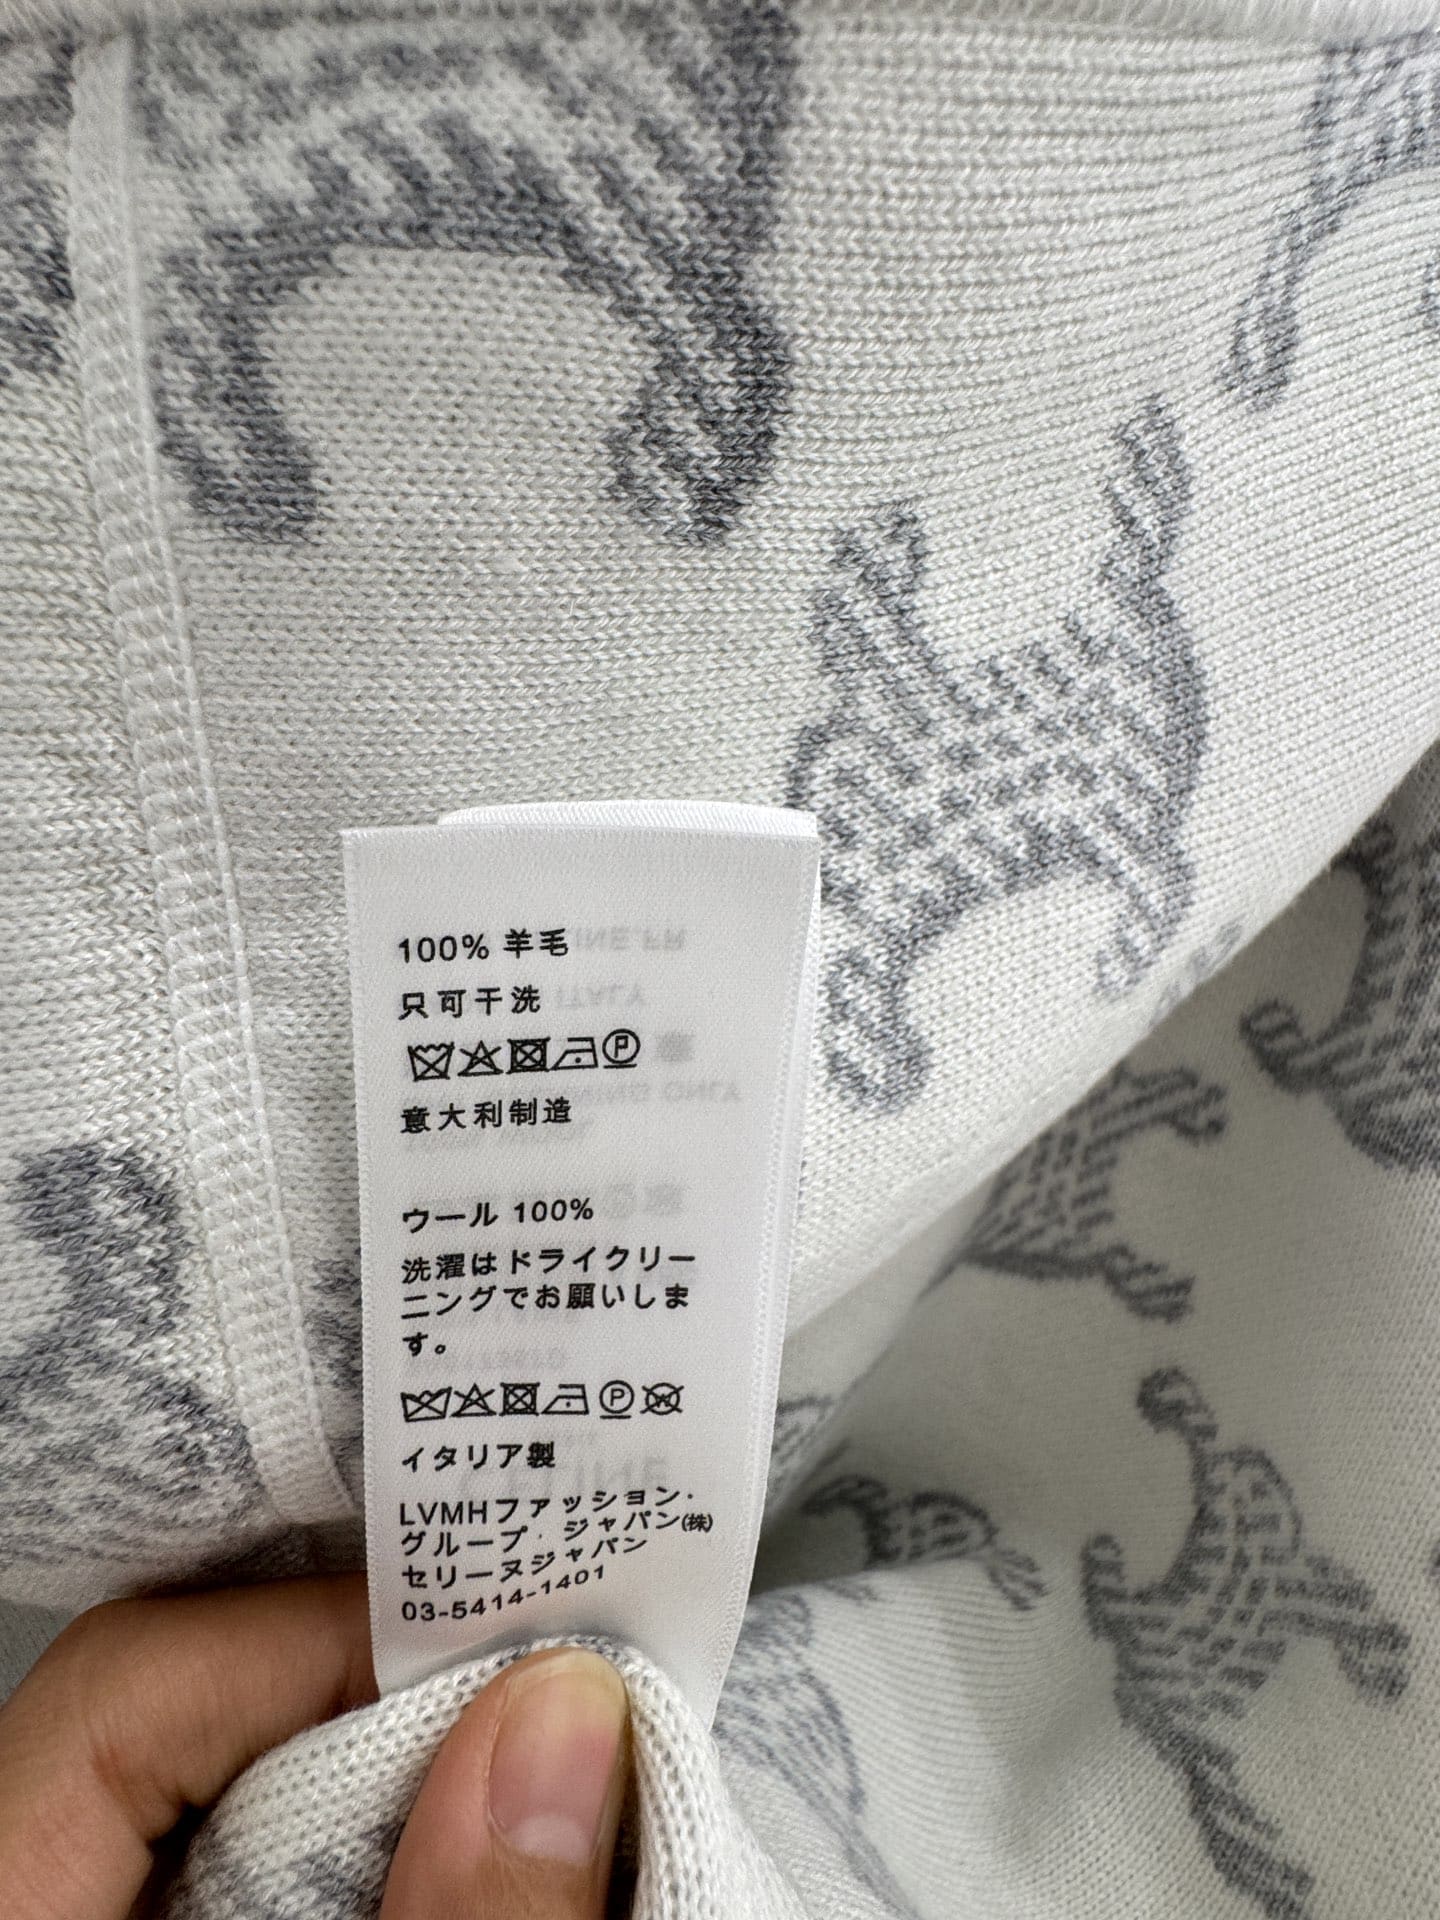 100% 羊毛
只可干洗
意大利制造
ウール 100%
洗濯はドライクリー
ニングでお願いしま
す。
イタリア製
LVMHファッション・
グループ・ジャパン㈱
セリーヌジャパン
03-5414-1401